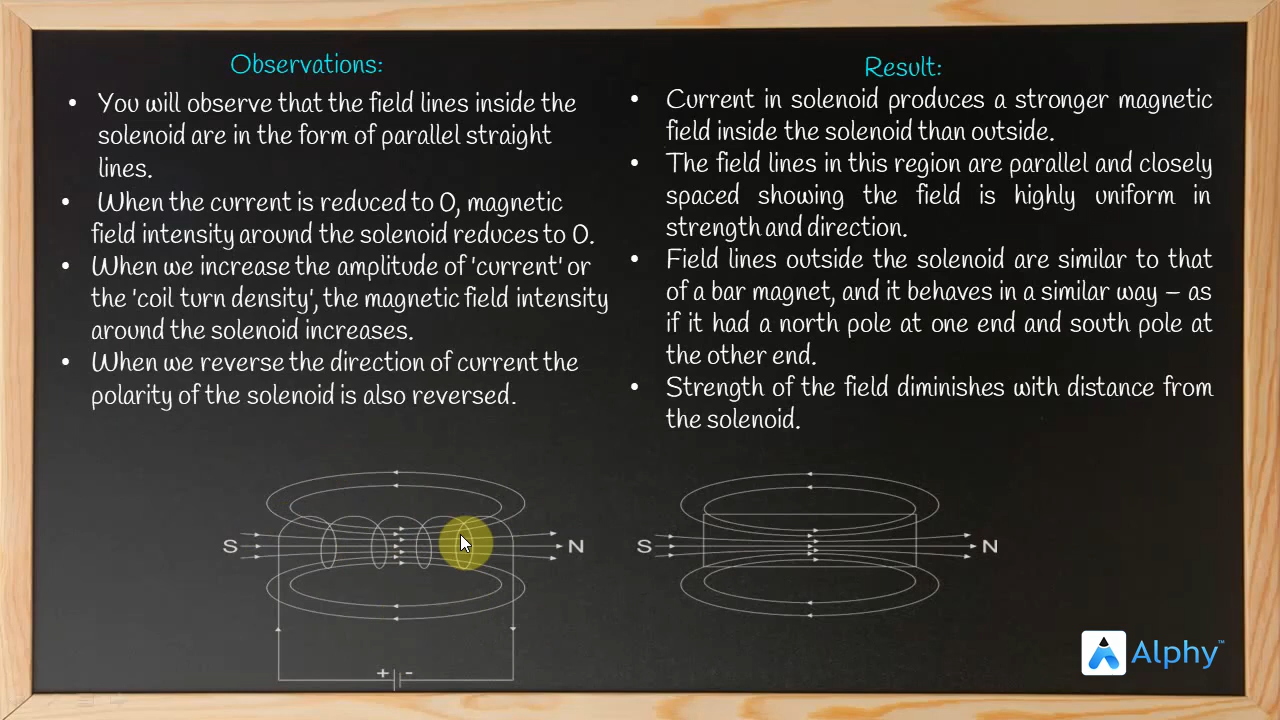 Observations:
• You will observe that the field lines inside the
solenoid are in the form of parallel straight
lines.
• When the current is reduced to 0, magnetic
field intensity around the solenoid reduces to 0.
• When we increase the amplitude of 'current' or
the 'coil turn density', the magnetic field intensity
around the solenoid increases.
• When we reverse the direction of current the
polarity of the solenoid is also reversed.
Result:
• Current in solenoid produces a stronger magnetic
field inside the solenoid than outside.
• The field lines in this region are parallel and closely
spaced showing the field is highly uniform in
strength and direction.
• Field lines outside the solenoid are similar to that
of a bar magnet, and it behaves in a similar way – as
if it had a north pole at one end and south pole at
the other end.
• Strength of the field diminishes with distance from
the solenoid.
S N
+ -
S N
Alphy™